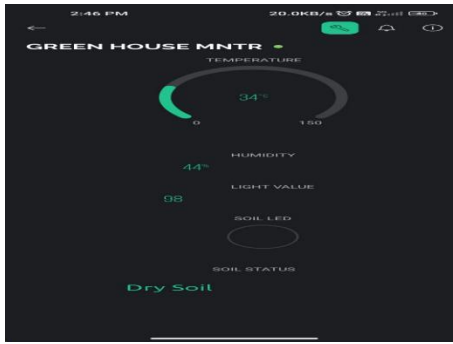 2:46 PM 20.0KB/s
GREEN HOUSE MNTR
TEMPERATURE
34
0 150
HUMIDITY
44
LIGHT VALUE
98
SOIL LED
SOIL STATUS
Dry Soil